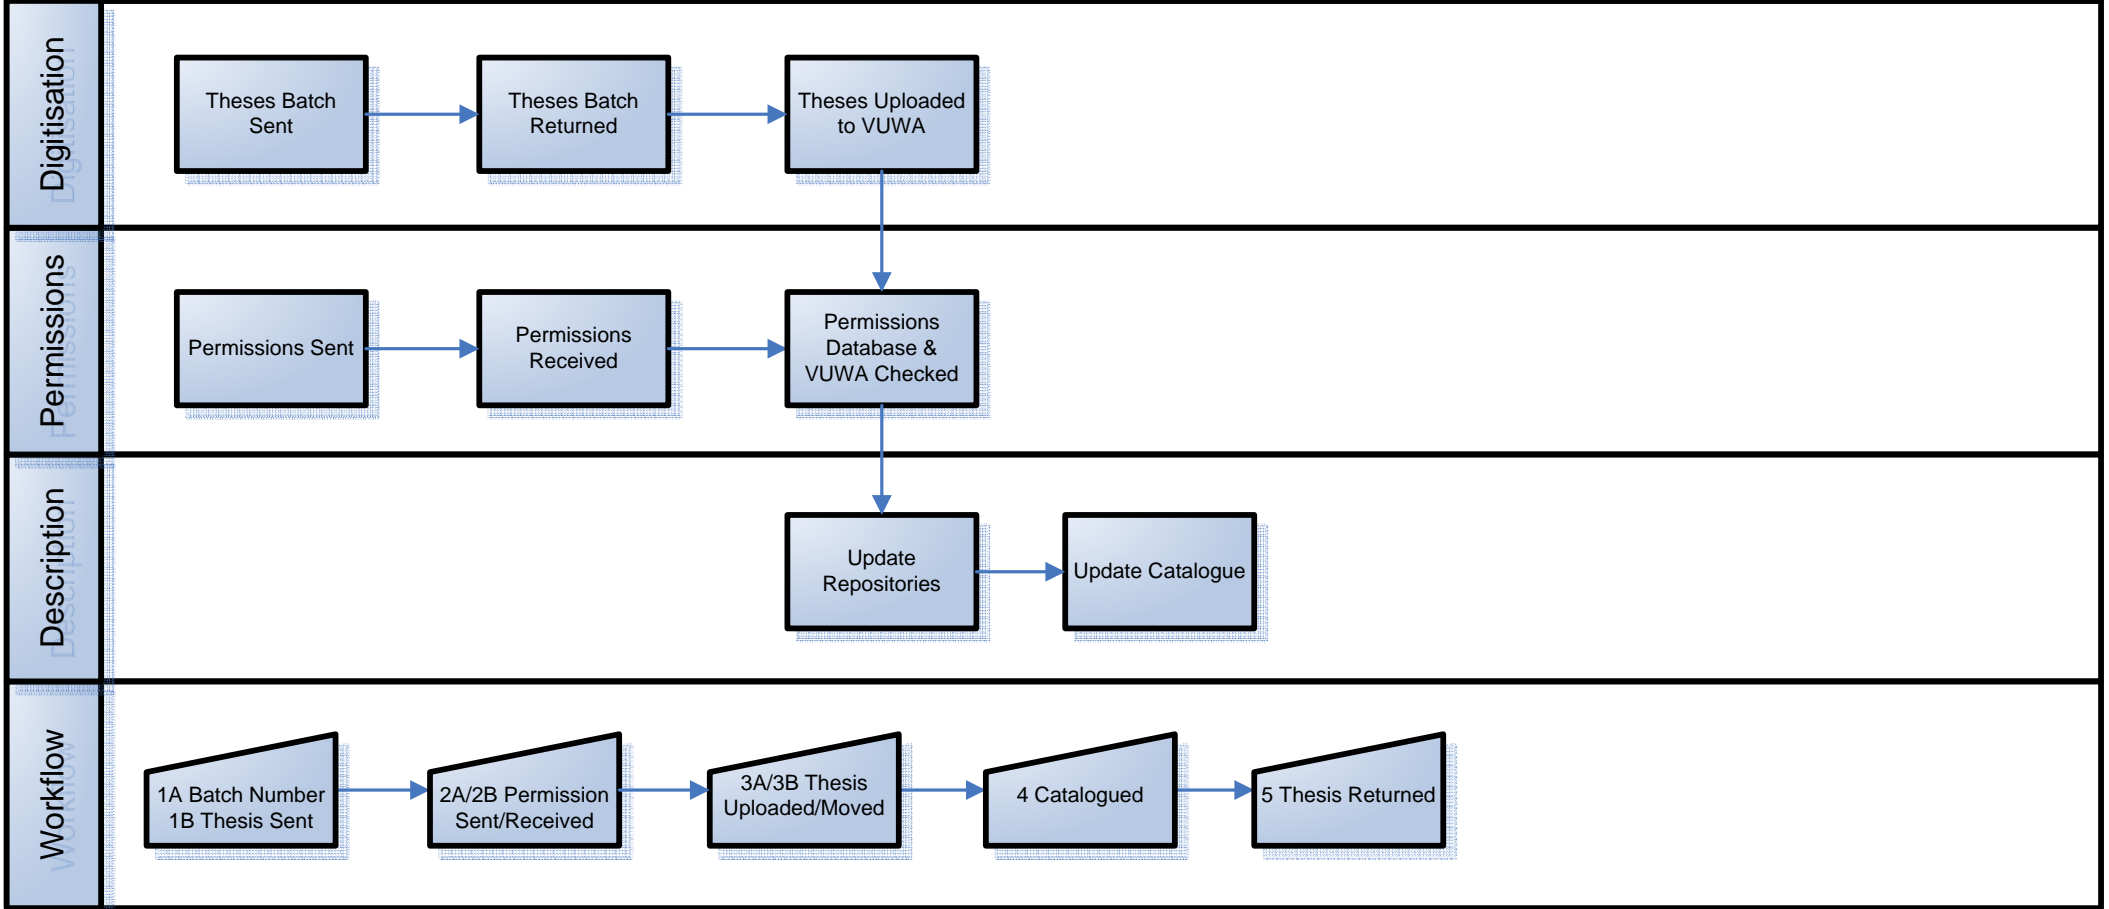 Digitisation
Theses Batch
Sent
Theses Batch
Returned
Theses Uploaded
to VUWA
Permissions
Permissions Sent
Permissions
Received
Permissions
Database &
VUWA Checked
Description
Update
Repositories
Update Catalogue
Workflow
1A Batch Number
1B Thesis Sent
2A/2B Permission
Sent/Received
3A/3B Thesis
Uploaded/Moved
4 Catalogued
5 Thesis Returned